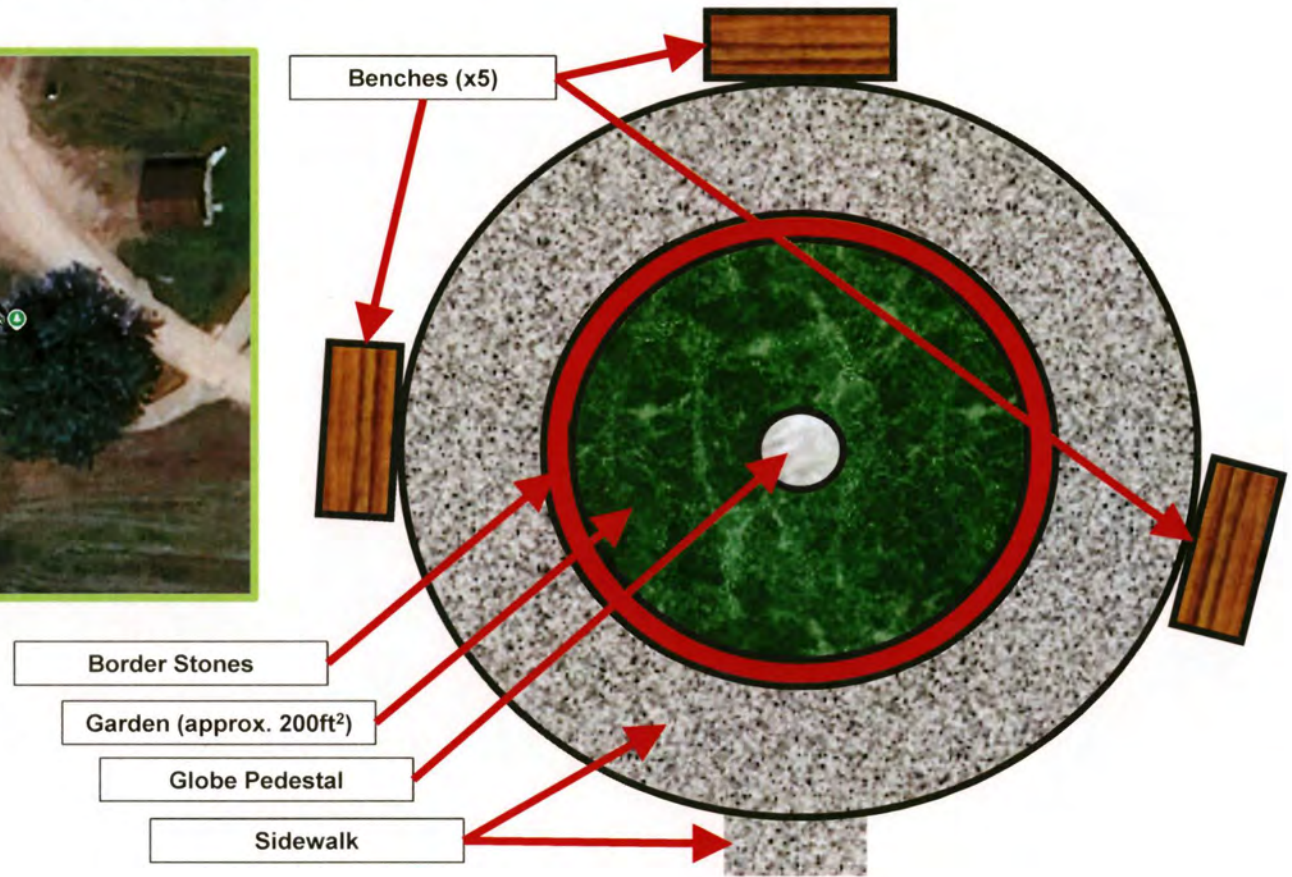 Benches (x5)
Border Stones
Garden (approx. 200ft²)
Globe Pedestal
Sidewalk